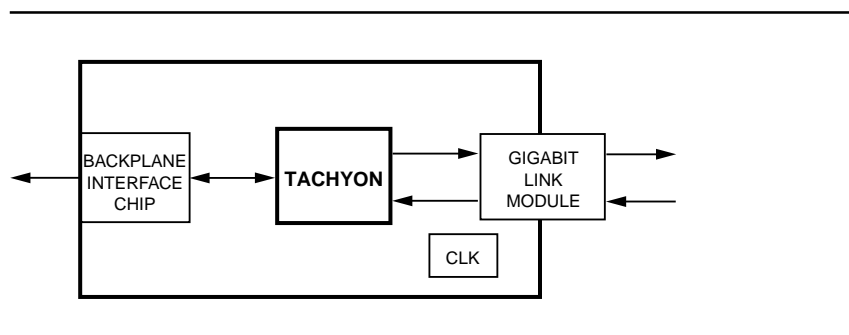 BACKPLANE
INTERFACE
CHIP
TACHYON
GIGABIT
LINK
MODULE
CLK